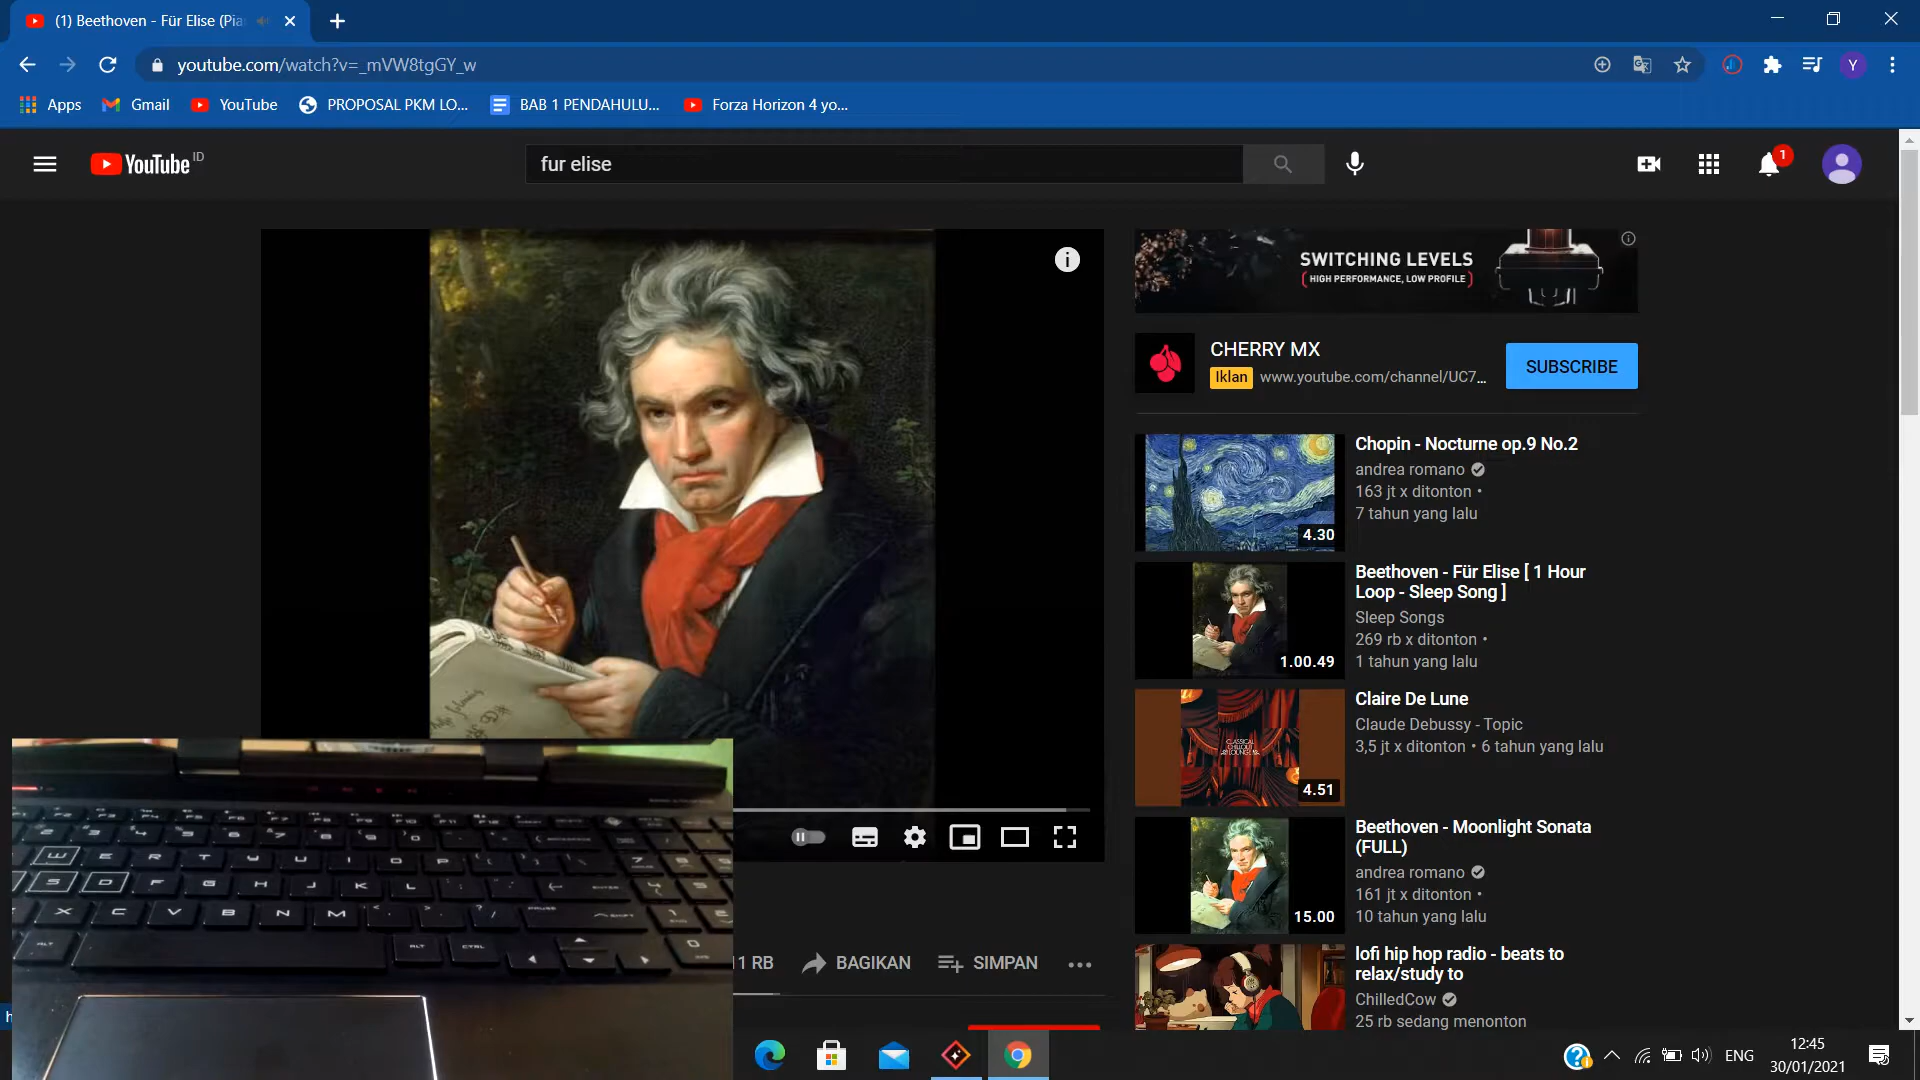 (1) Beethoven - Für Elise (Pia
youtube.com/watch?v=_mVW8tgGY_w
Y
Apps
Gmail
YouTube
PROPOSAL PKM LO...
BAB 1 PENDAHULU...
Forza Horizon 4 yo...
YouTube ID
fur elise
1
SWITCHING LEVELS
HIGH PERFORMANCE, LOW PROFILE
CHERRY MX
Iklan www.youtube.com/channel/UC7...
SUBSCRIBE
Chopin - Nocturne op.9 No.2
andrea romano
163 jt x ditonton •
7 tahun yang lalu
4.30
Beethoven - Für Elise [ 1 Hour
Loop - Sleep Song ]
Sleep Songs
269 rb x ditonton •
1 tahun yang lalu
1.00.49
Claire De Lune
Claude Debussy - Topic
3,5 jt x ditonton • 6 tahun yang lalu
4.51
Beethoven - Moonlight Sonata
(FULL)
andrea romano
161 jt x ditonton •
10 tahun yang lalu
15.00
lofi hip hop radio - beats to
relax/study to
ChilledCow
25 rb sedang menonton
W E R T Y U I O P
S D F G H J K L
X C V B N M
ALT ALT CTRL
11 RB
BAGIKAN
SIMPAN
ENG
12:45
30/01/2021